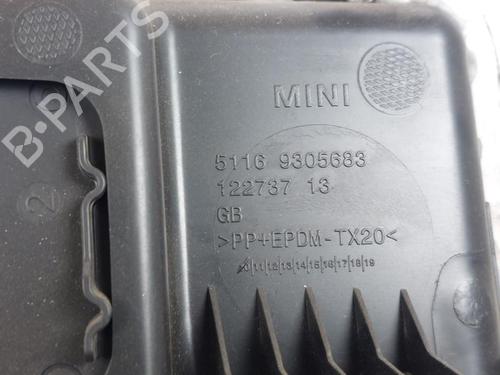 B-PARTS
MINI
5116 9305683
122737 13
GB
>PP+EPDM-TX20<
11|12|13|14|15|16|17|18|19
2